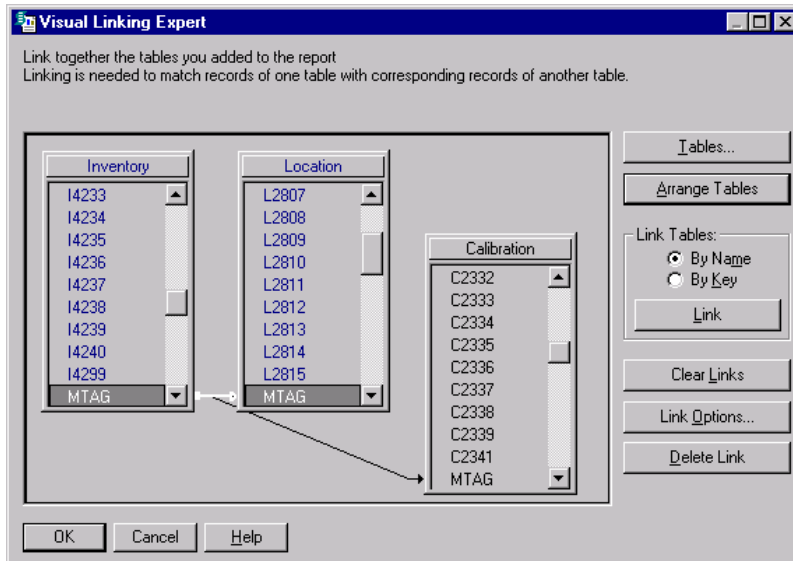 Visual Linking Expert
Link together the tables you added to the report
Linking is needed to match records of one table with corresponding records of another table.
Inventory
I4233
I4234
I4235
I4236
I4237
I4238
I4239
I4240
I4299
MTAG
Location
L2807
L2808
L2809
L2810
L2811
L2812
L2813
L2814
L2815
MTAG
Calibration
C2332
C2333
C2334
C2335
C2336
C2337
C2338
C2339
C2341
MTAG
Tables...
Arrange Tables
Link Tables:
By Name
By Key
Link
Clear Links
Link Options...
Delete Link
OK
Cancel
Help